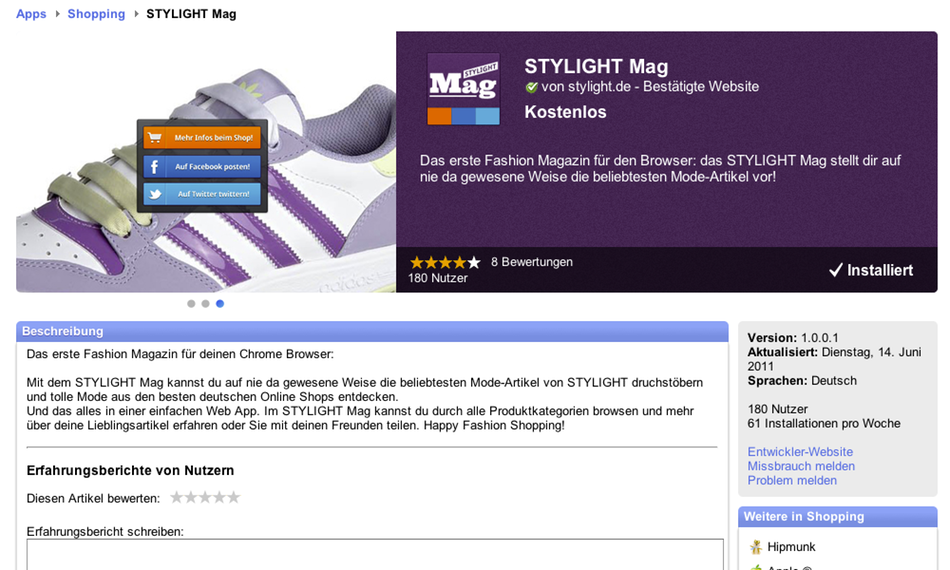 Apps Shopping STYLIGHT Mag
STYLIGHT
Mag
STYLIGHT Mag
von stylight.de - Bestätigte Website
Kostenlos
Mehr Infos beim Shop!
Auf Facebook posten!
Auf Twitter twittern!
adidas
Das erste Fashion Magazin für den Browser: das STYLIGHT Mag stellt dir auf
nie da gewesene Weise die beliebtesten Mode-Artikel vor!
8 Bewertungen
180 Nutzer
Installiert
Beschreibung
Das erste Fashion Magazin für deinen Chrome Browser:
Mit dem STYLIGHT Mag kannst du auf nie da gewesene Weise die beliebtesten Mode-Artikel von STYLIGHT druchstöbern
und tolle Mode aus den besten deutschen Online Shops entdecken.
Und das alles in einer einfachen Web App. Im STYLIGHT Mag kannst du durch alle Produktkategorien browsen und mehr
über deine Lieblingsartikel erfahren oder Sie mit deinen Freunden teilen. Happy Fashion Shopping!
Erfahrungsberichte von Nutzern
Diesen Artikel bewerten:
Erfahrungsbericht schreiben:
Version: 1.0.0.1
Aktualisiert: Dienstag, 14. Juni
2011
Sprachen: Deutsch
180 Nutzer
61 Installationen pro Woche
Entwickler-Website
Missbrauch melden
Problem melden
Weitere in Shopping
Hipmunk